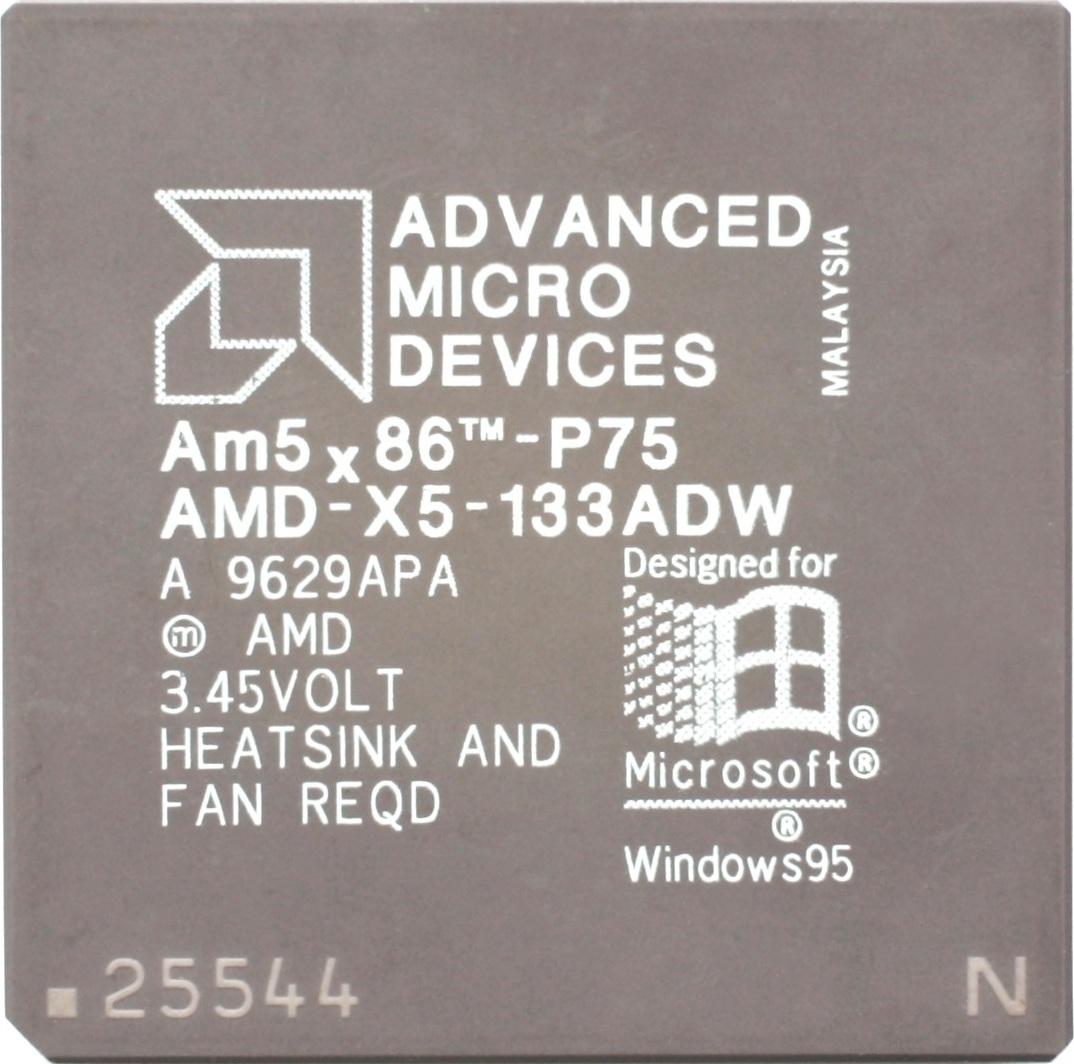 ADVANCED
MICRO
DEVICES
MALAYSIA
Am5x86™-P75
AMD-X5-133ADW
A 9629APA
ⓜ AMD
3.45VOLT
HEATSINK AND
FAN REQD
Designed for
®
Microsoft®
®
Windows95
25544
N